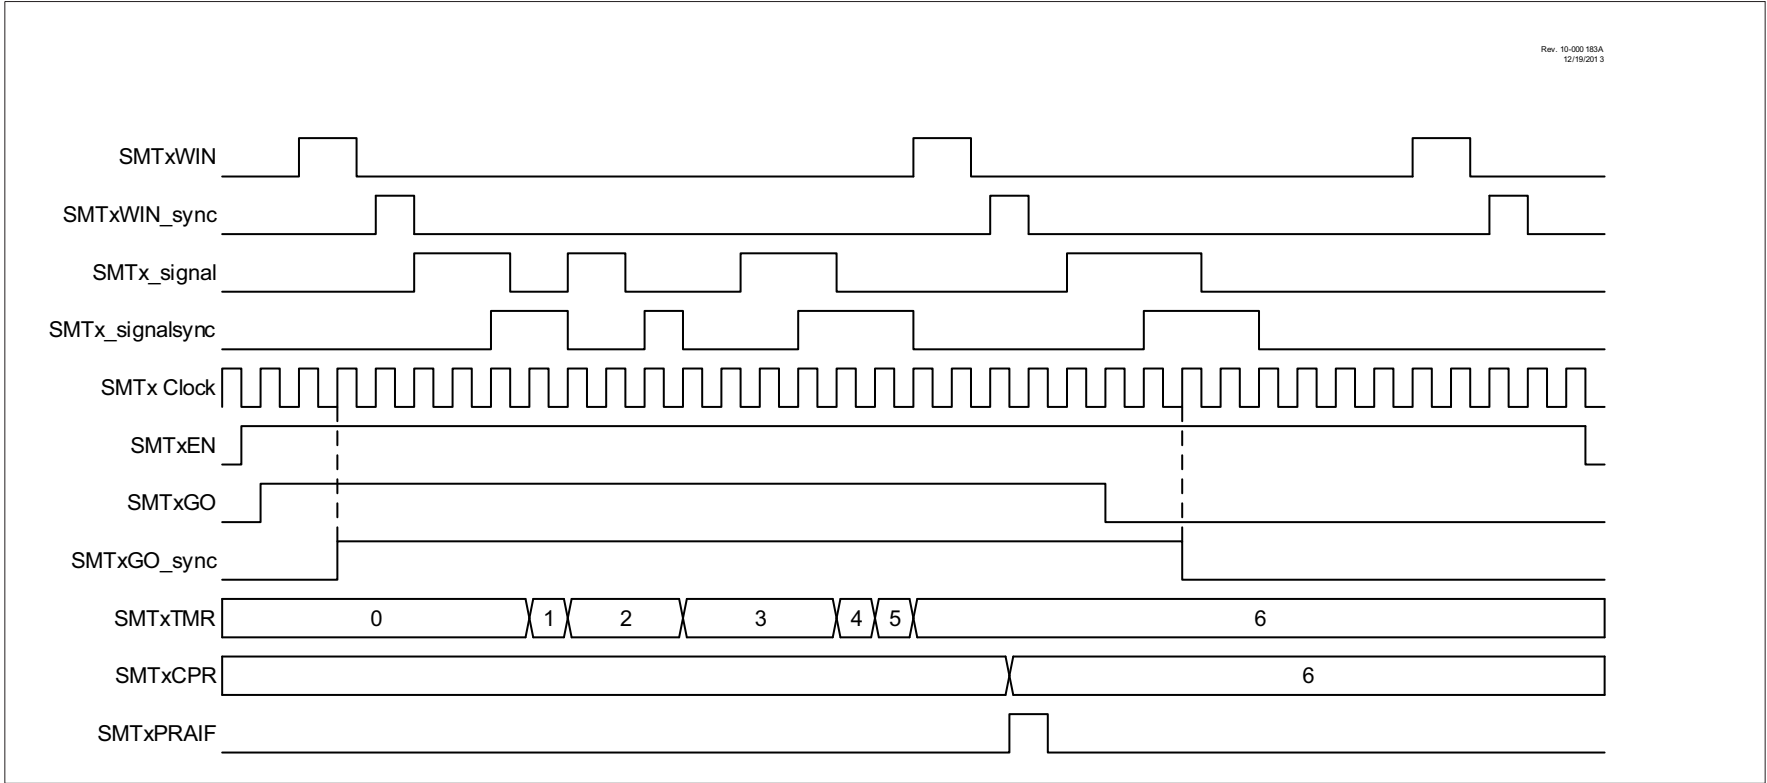 Rev. 10-000 183A
12/19/201 3
SMTxWIN
SMTxWIN_sync
SMTx_signal
SMTx_signalsync
SMTx Clock
SMTxEN
SMTxGO
SMTxGO_sync
SMTxTMR 0 1 2 3 4 5 6
SMTxCPR 6
SMTxPRAIF